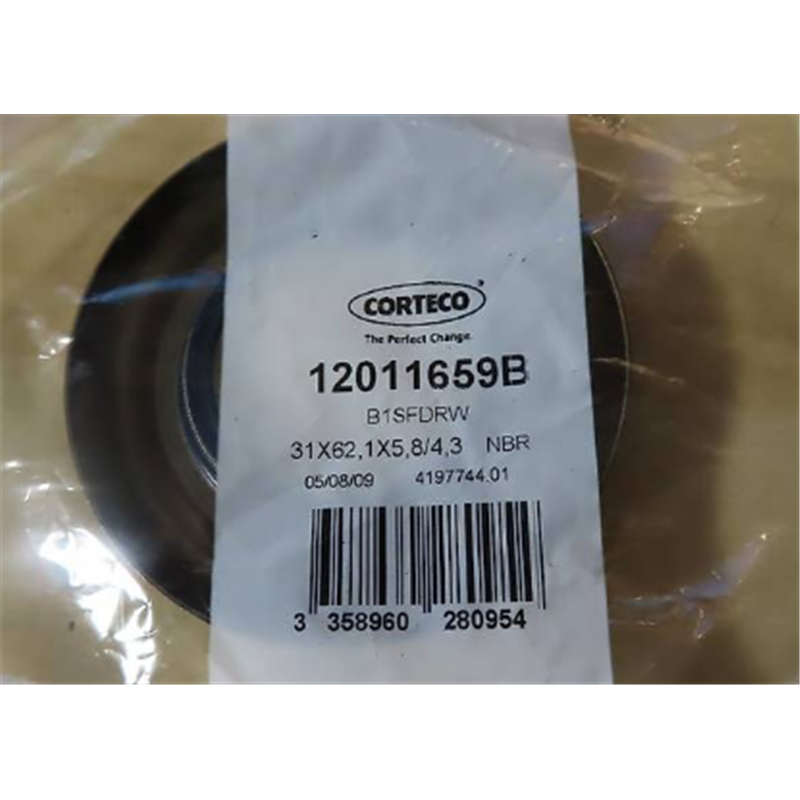 CORTECO
The Perfect Change
12011659B
B1SFDRW
31X62,1X5,8/4,3 NBR
05/08/09 4197744.01
3 358960 280954